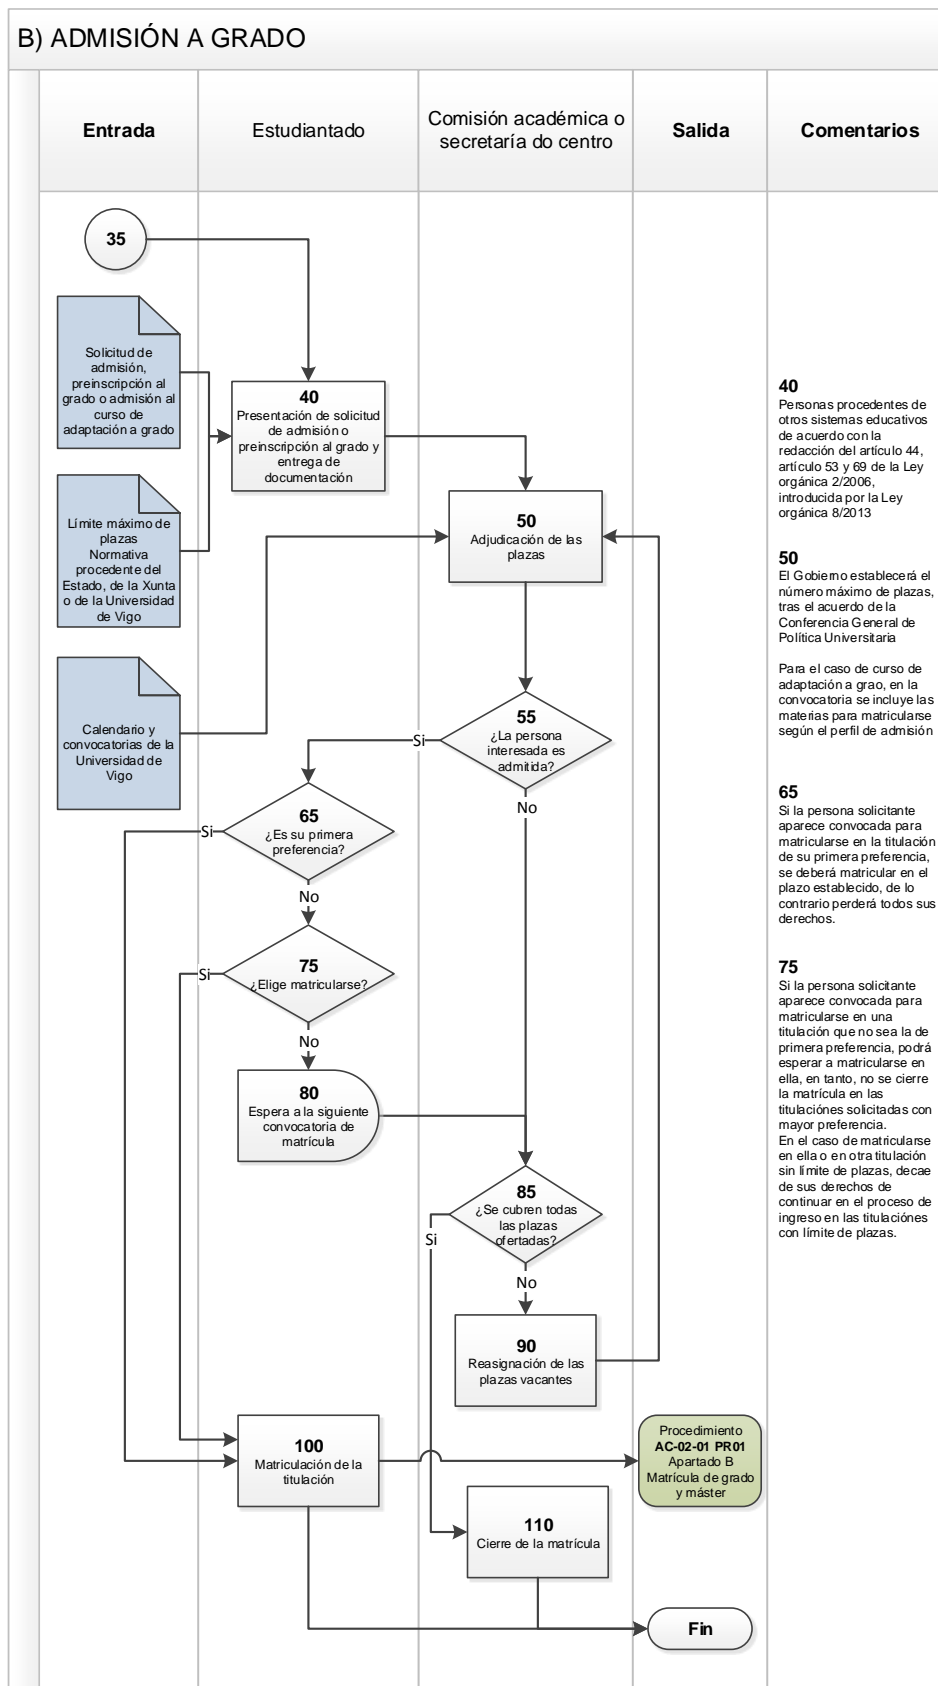 B) ADMISIÓN A GRADO
Entrada
Estudiantado
Comisión académica o
secretaría do centro
Salida
Comentarios
35
Solicitud de
admisión,
preinscripción al
grado o admisión al
curso de
adaptación a grado
40
Presentación de solicitud
de admisión o
preinscripción al grado y
entrega de
documentación
Límite máximo de
plazas
Normativa
procedente del
Estado, de la Xunta
o de la Universidad
de Vigo
50
Adjudicación de las
plazas
Calendario y
convocatorias de la
Universidad de
Vigo
55
¿La persona
interesada es
admitida?
Si
No
65
¿Es su primera
preferencia?
Si
No
75
¿Elige matricularse?
Si
No
80
Espera a la siguiente
convocatoria de
matrícula
85
¿Se cubren todas
las plazas
ofertadas?
Si
No
90
Reasignación de las
plazas vacantes
100
Matriculación de la
titulación
Procedimiento
AC-02-01 PR01
Apartado B
Matrícula de grado
y máster
110
Cierre de la matrícula
Fin
40
Personas procedentes de
otros sistemas educativos
de acuerdo con la
redacción del artículo 44,
artículo 53 y 69 de la Ley
orgánica 2/2006,
introducida por la Ley
orgánica 8/2013
50
El Gobierno establecerá el
número máximo de plazas,
tras el acuerdo de la
Conferencia General de
Política Universitaria
Para el caso de curso de
adaptación a grao, en la
convocatoria se incluye las
materias para matricularse
según el perfil de admisión
65
Si la persona solicitante
aparece convocada para
matricularse en la titulación
de su primera preferencia,
se deberá matricular en el
plazo establecido, de lo
contrario perderá todos sus
derechos.
75
Si la persona solicitante
aparece convocada para
matricularse en una
titulación que no sea la de
primera preferencia, podrá
esperar a matricularse en
ella, en tanto, no se cierre
la matrícula en las
titulaciónes solicitadas con
mayor preferencia.
En el caso de matricularse
en ella o en otra titulación
sin límite de plazas, decae
de sus derechos de
continuar en el proceso de
ingreso en las titulaciónes
con límite de plazas.